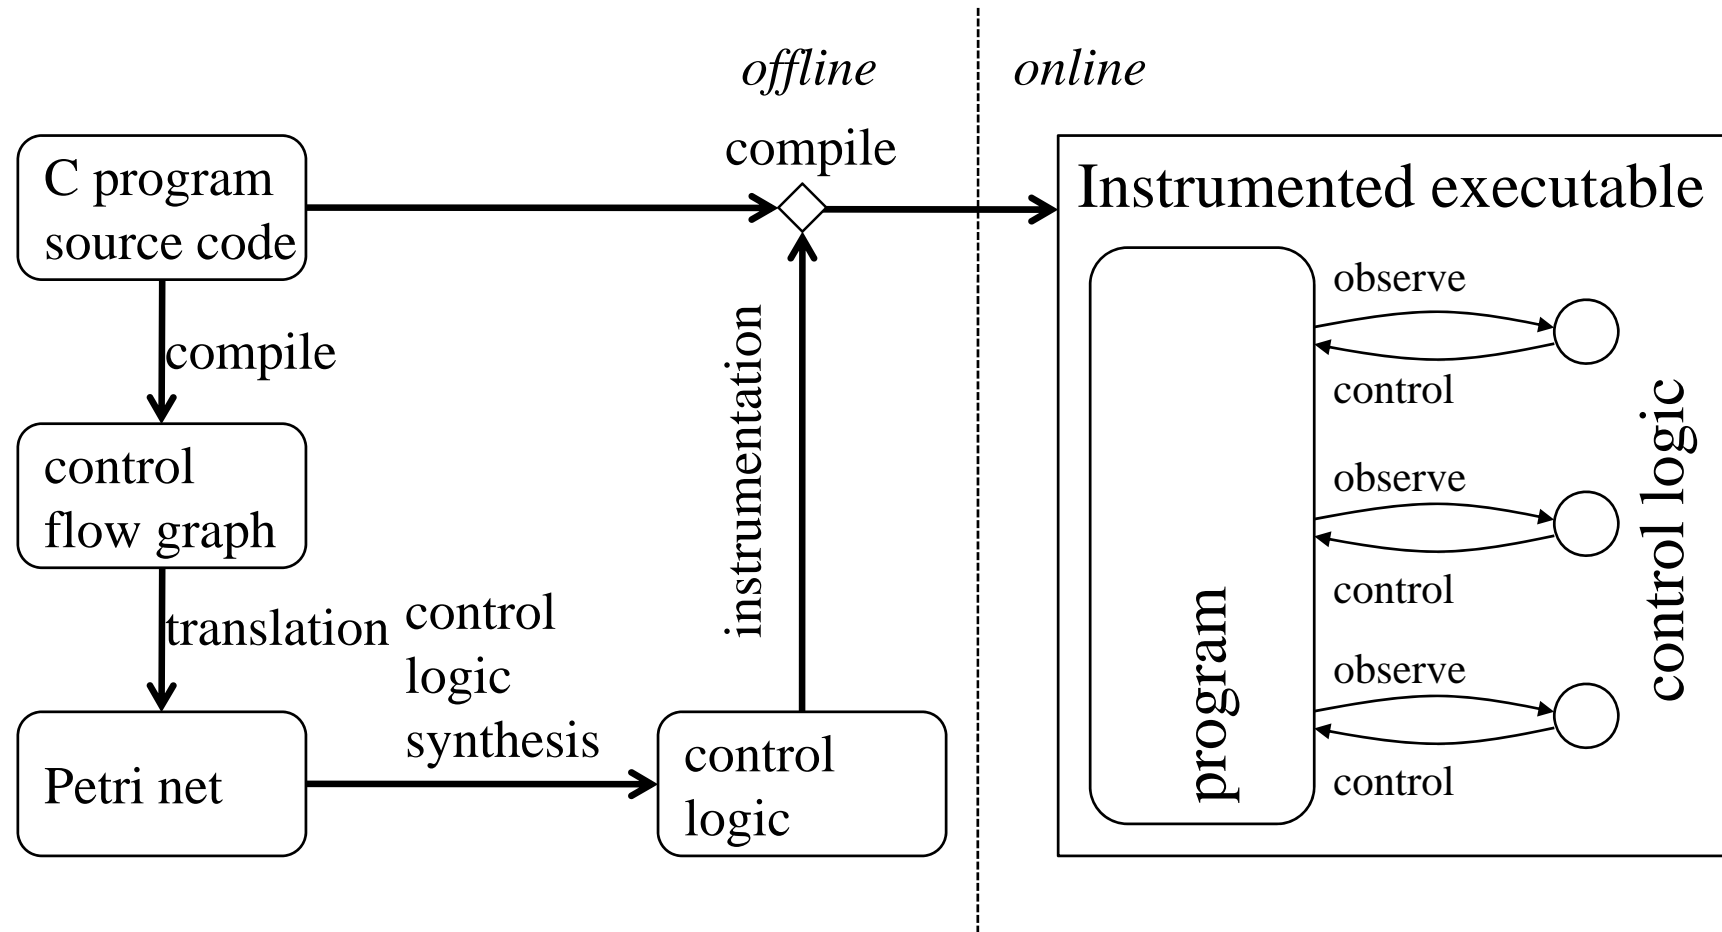 offline
online
compile
C program
source code
Instrumented executable
compile
control
flow graph
translation
control
logic
synthesis
instrumentation
Petri net
control
logic
program
observe
control
observe
control
observe
control
control logic